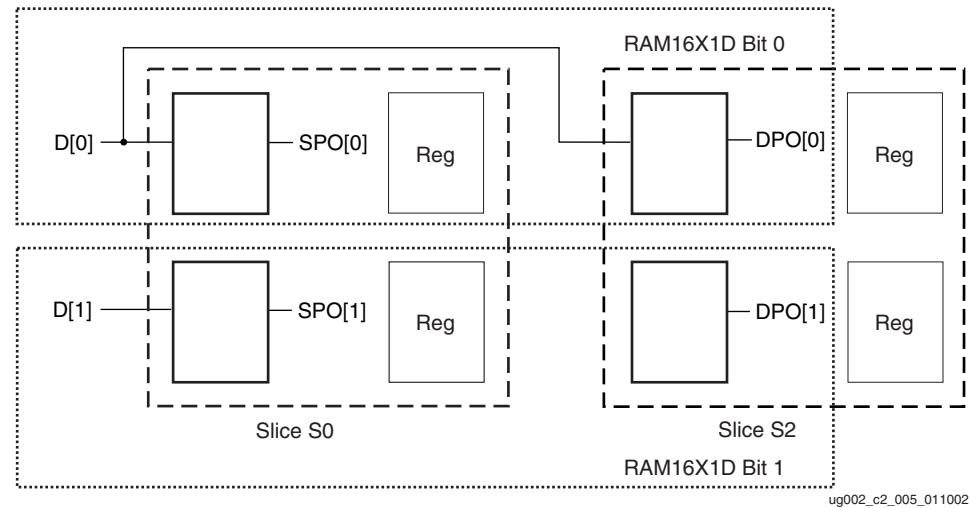 RAM16X1D Bit 0
D[0]
SPO[0]
Reg
DPO[0]
Reg
D[1]
SPO[1]
Reg
DPO[1]
Reg
Slice S0
Slice S2
RAM16X1D Bit 1
ug002_c2_005_011002